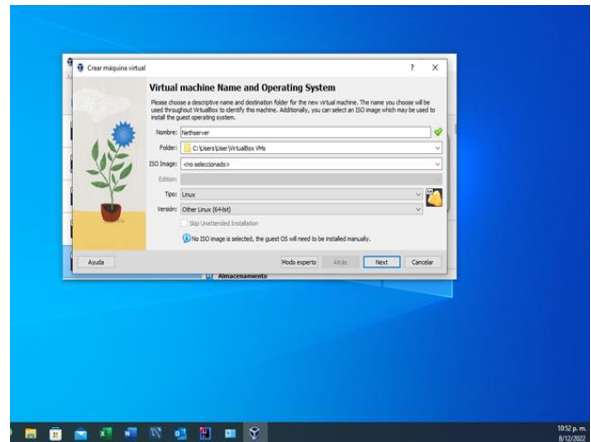 Crear máquina virtual
? X
Virtual machine Name and Operating System
Please choose a descriptive name and destination folder for the new virtual machine. The name you choose will be
used throughout VirtualBox to identify this machine. Additionally, you can select an ISO image which may be used to
install the guest operating system.
Nombre: Nethserver
Folder: C:\Users\User\VirtualBox VMs
ISO Image: <no seleccionado>
Edition:
Tipo: Linux
Versión: Other Linux (64-bit)
Skip Unattended Installation
No ISO image is selected, the guest OS will need to be installed manually.
Ayuda Modo experto Atrás Next Cancelar
Almacenamiento
10:52 p. m.
8/12/2022